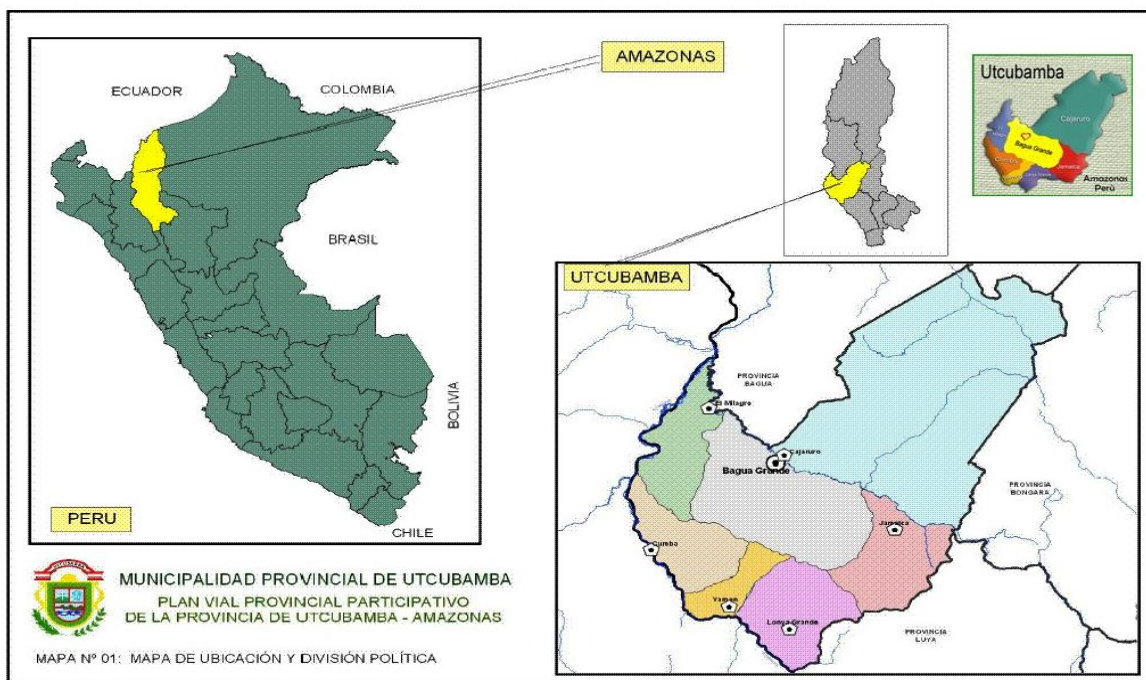 AMAZONAS
ECUADOR
COLOMBIA
BRASIL
BOLIVIA
PERU
CHILE
Utcubamba
Cajaruro
Bagua Grande
Cumba
Jamalca
Amazonas
Perú
UTCUBAMBA
PROVINCIA
BAGUA
El Milagro
Cajaruro
Bagua Grande
PROVINCIA
BONGARA
Jamalca
Cumba
Yamon
Lonya Grande
PROVINCIA
LUYA
MUNICIPALIDAD PROVINCIAL DE UTCUBAMBA
PLAN VIAL PROVINCIAL PARTICIPATIVO
DE LA PROVINCIA DE UTCUBAMBA - AMAZONAS
MAPA Nº 01: MAPA DE UBICACIÓN Y DIVISIÓN POLÍTICA